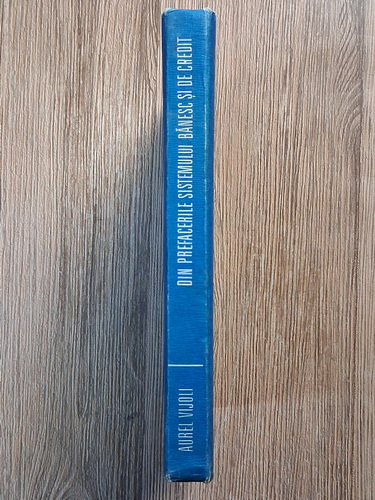 AUREL VIJOLI
DIN PREFACERILE SISTEMULUI BĂNESC ȘI DE CREDIT